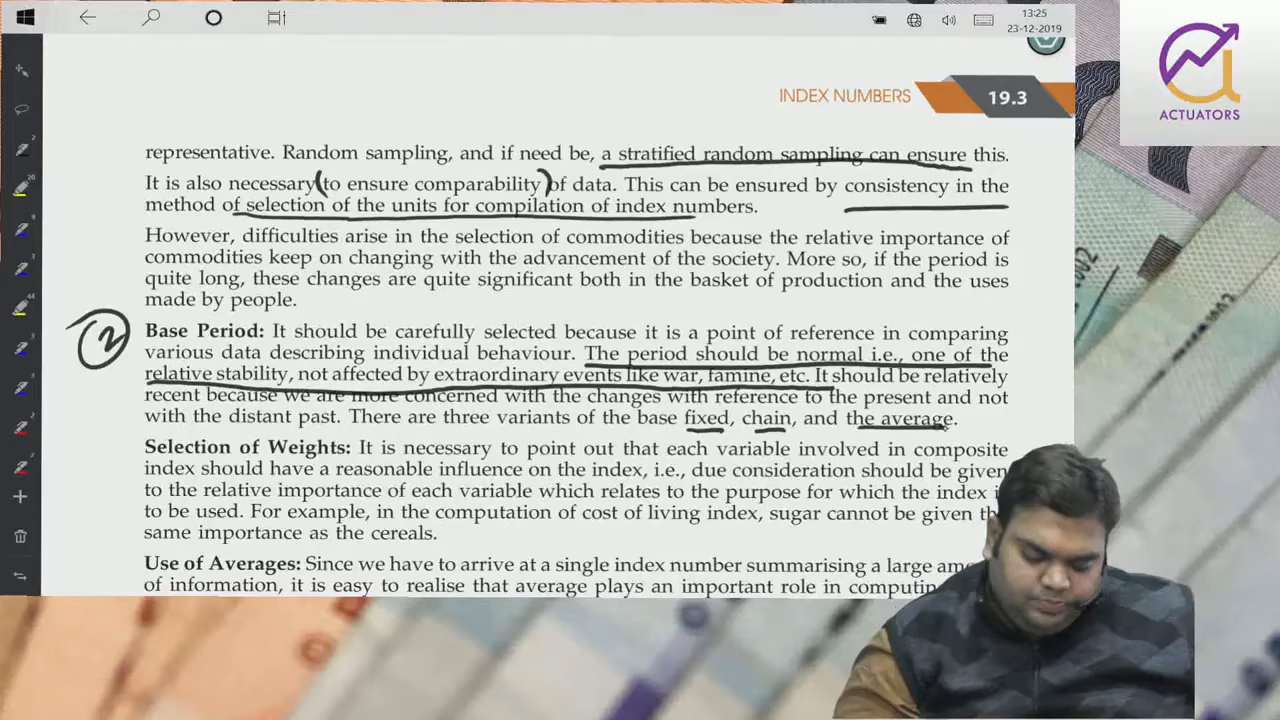 13:25
23-12-2019
ACTUATORS
INDEX NUMBERS 19.3
representative. Random sampling, and if need be, a stratified random sampling can ensure this.
It is also necessary to ensure comparability of data. This can be ensured by consistency in the
method of selection of the units for compilation of index numbers.
However, difficulties arise in the selection of commodities because the relative importance of
commodities keep on changing with the advancement of the society. More so, if the period is
quite long, these changes are quite significant both in the basket of production and the uses
made by people.
2
Base Period: It should be carefully selected because it is a point of reference in comparing
various data describing individual behaviour. The period should be normal i.e., one of the
relative stability, not affected by extraordinary events like war, famine, etc. It should be relatively
recent because we are more concerned with the changes with reference to the present and not
with the distant past. There are three variants of the base fixed, chain, and the average.
Selection of Weights: It is necessary to point out that each variable involved in composite
index should have a reasonable influence on the index, i.e., due consideration should be given
to the relative importance of each variable which relates to the purpose for which the index
to be used. For example, in the computation of cost of living index, sugar cannot be given
same importance as the cereals.
Use of Averages: Since we have to arrive at a single index number summarising a large
of information, it is easy to realise that average plays an important role in